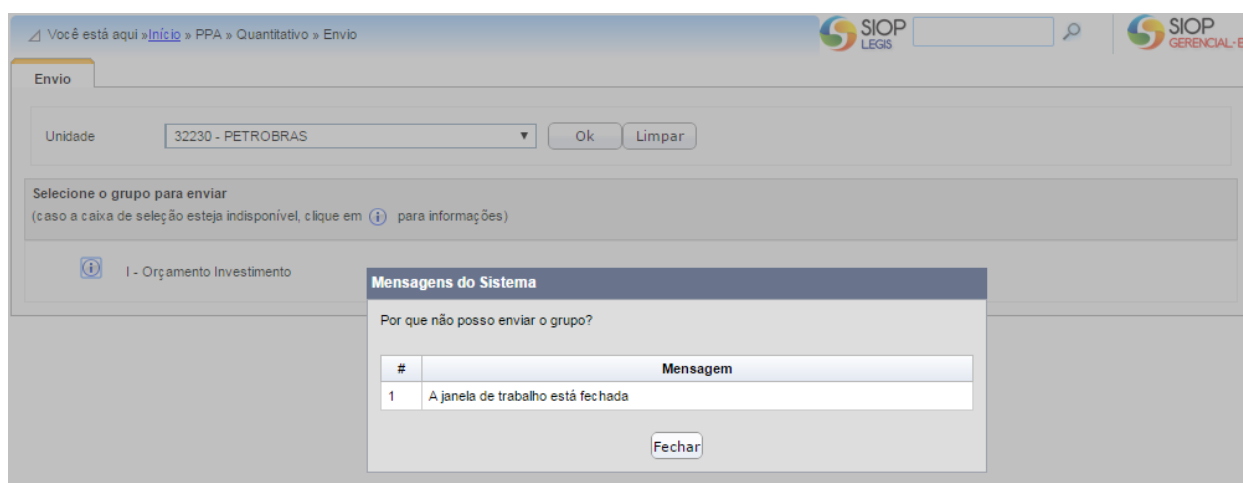 Você está aqui »Início » PPA » Quantitativo » Envio
SIOP
LEGIS
SIOP
GERENCIAL-E
Envio
Unidade
32230 - PETROBRAS
Ok
Limpar
Selecione o grupo para enviar
(caso a caixa de seleção esteja indisponível, clique em i para informações)
I - Orçamento Investimento
Mensagens do Sistema
Por que não posso enviar o grupo?
# Mensagem
1 A janela de trabalho está fechada
Fechar